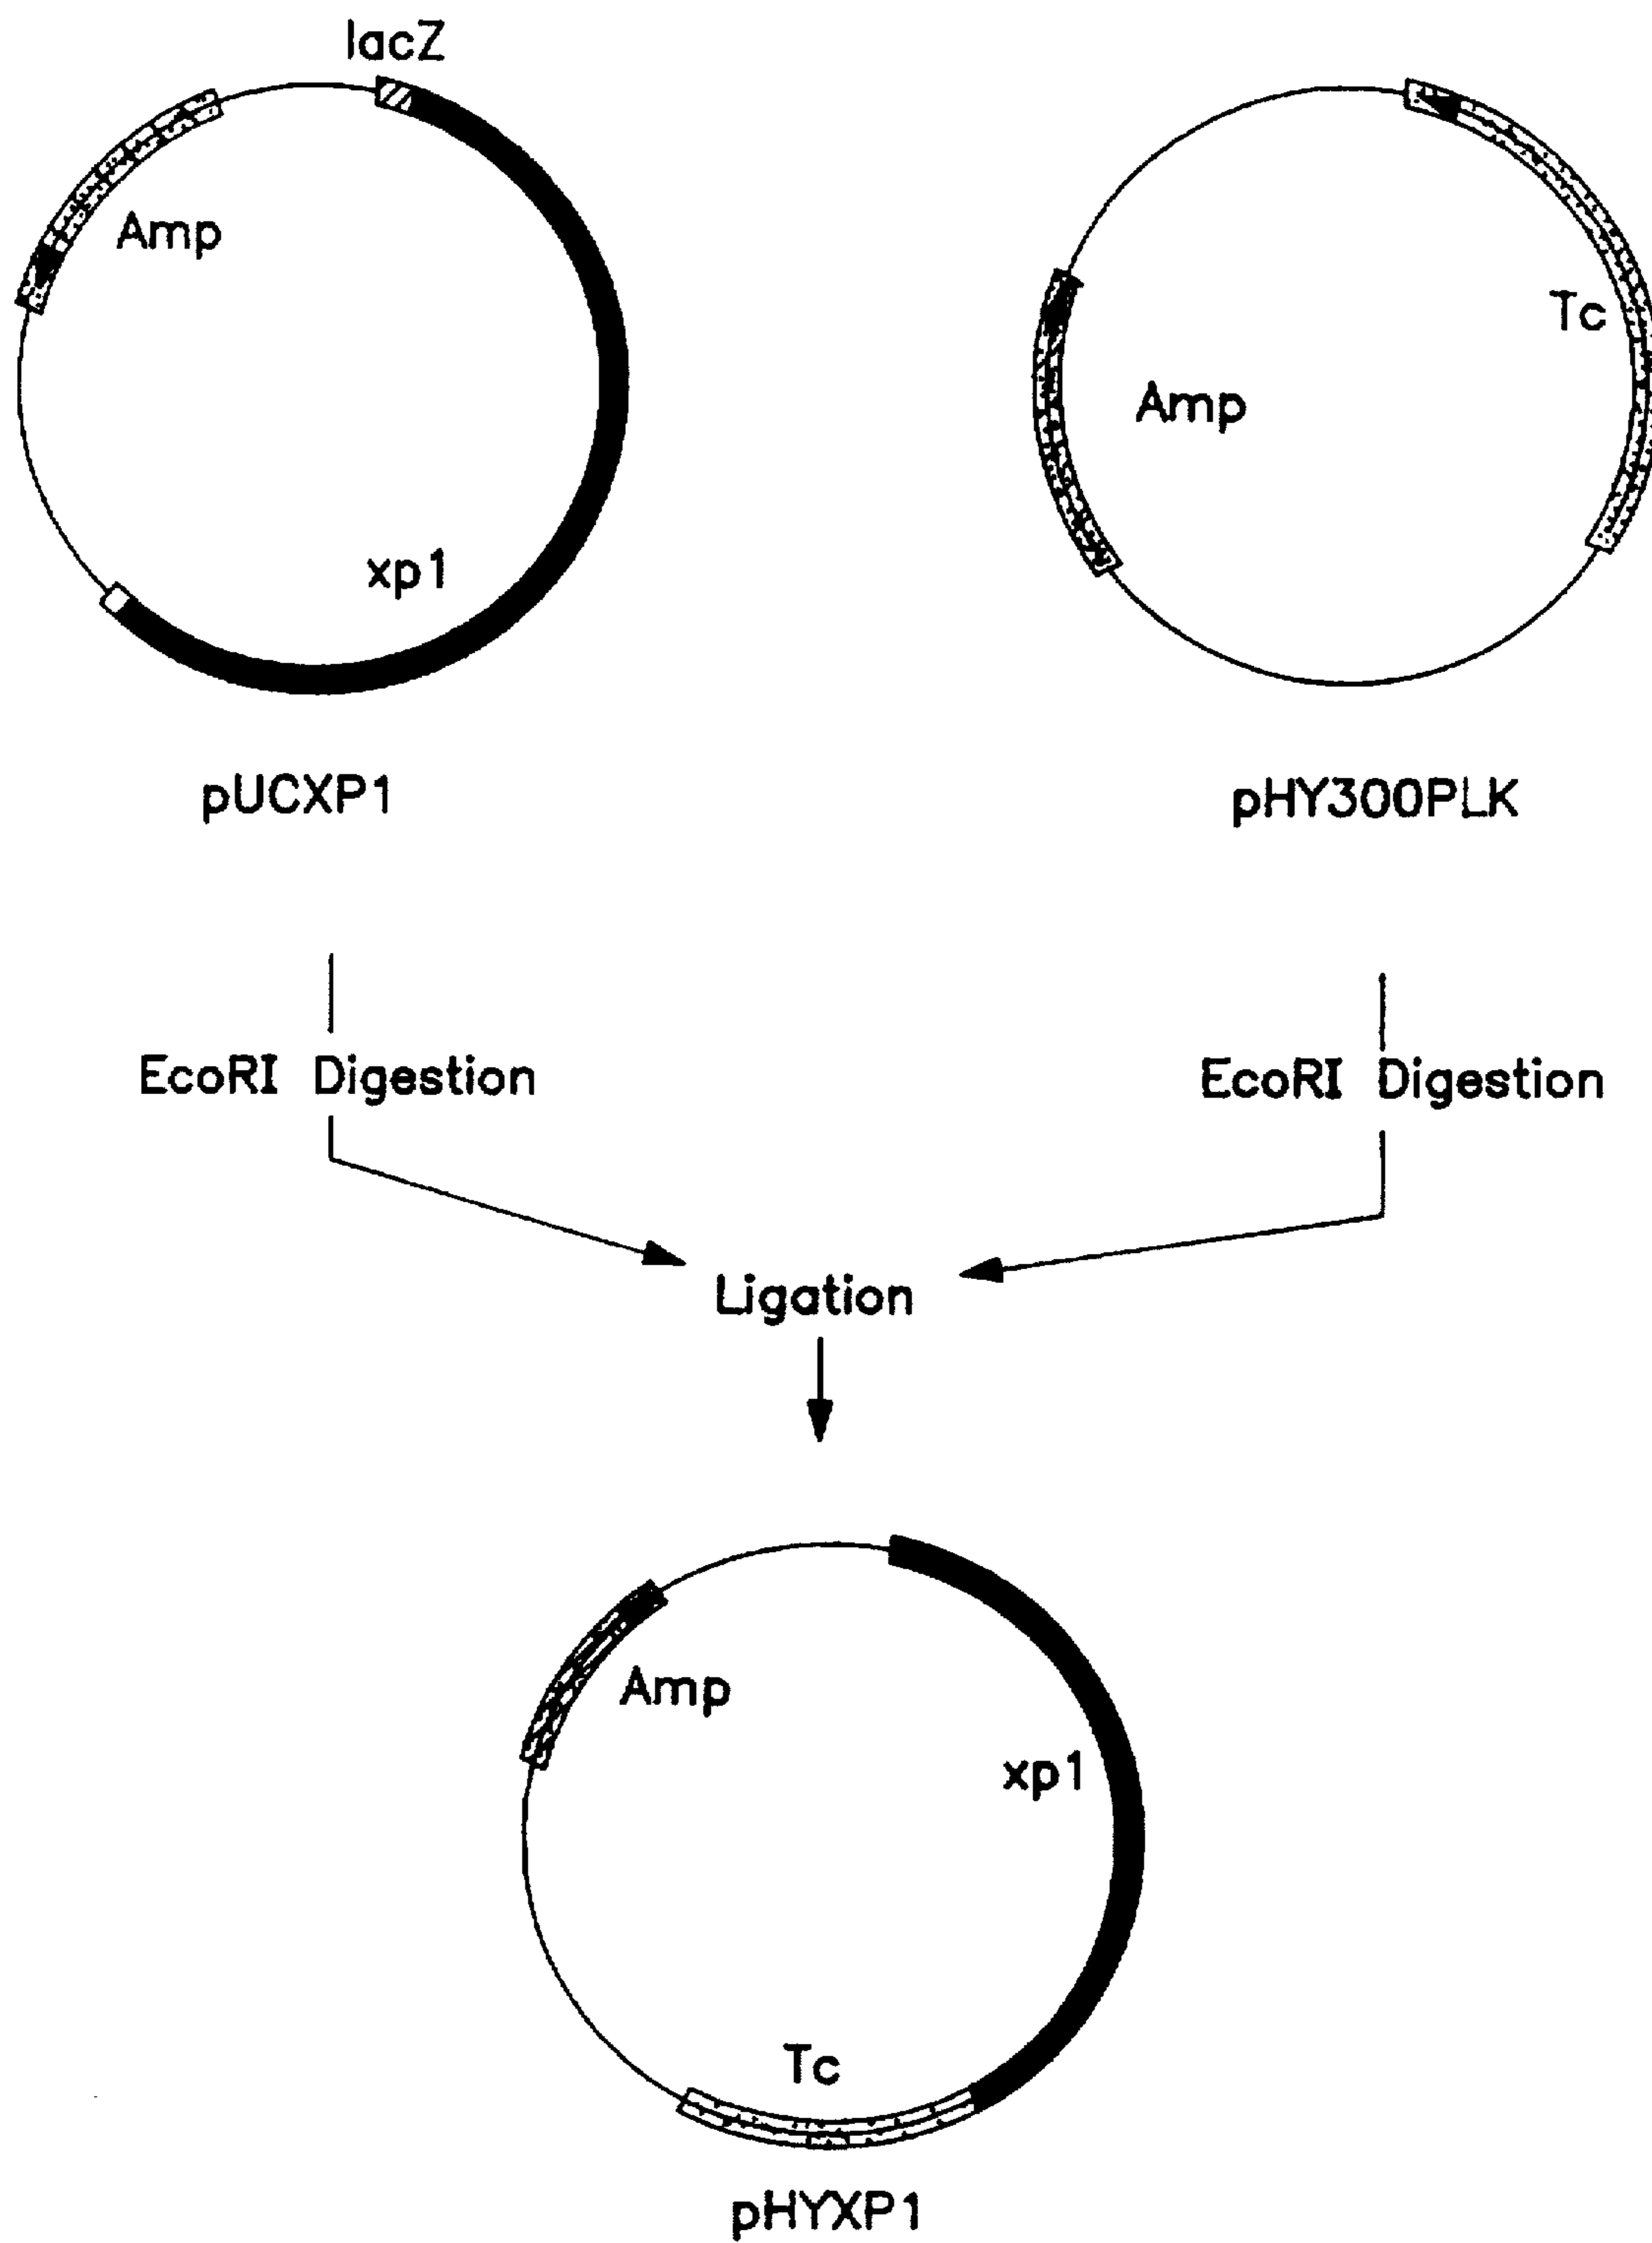 lacZ
Amp
xp1
pUCXP1
Tc
Amp
pHY300PLK
EcoRI Digestion
EcoRI Digestion
Ligation
Amp
xp1
Tc
pHYXP1